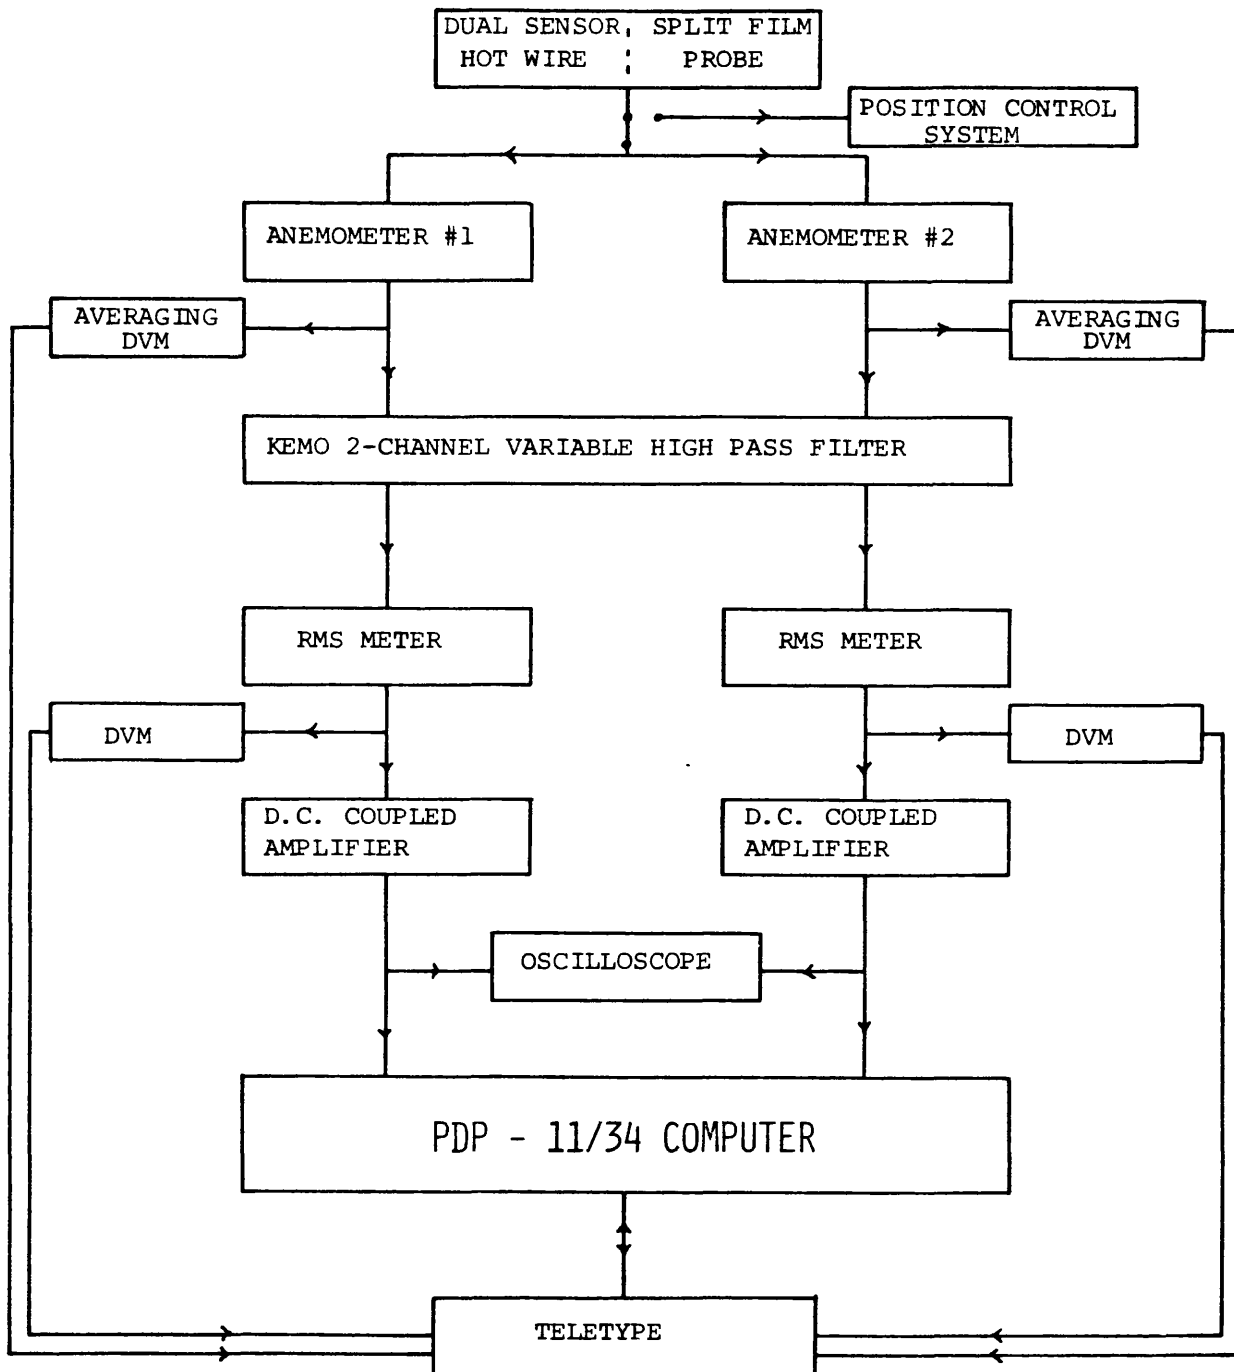 DUAL SENSOR SPLIT FILM
HOT WIRE PROBE
POSITION CONTROL
SYSTEM
ANEMOMETER #1
ANEMOMETER #2
AVERAGING
DVM
AVERAGING
DVM
KEMO 2-CHANNEL VARIABLE HIGH PASS FILTER
RMS METER
RMS METER
DVM
DVM
D.C. COUPLED
AMPLIFIER
D.C. COUPLED
AMPLIFIER
OSCILLOSCOPE
PDP - 11/34 COMPUTER
TELETYPE